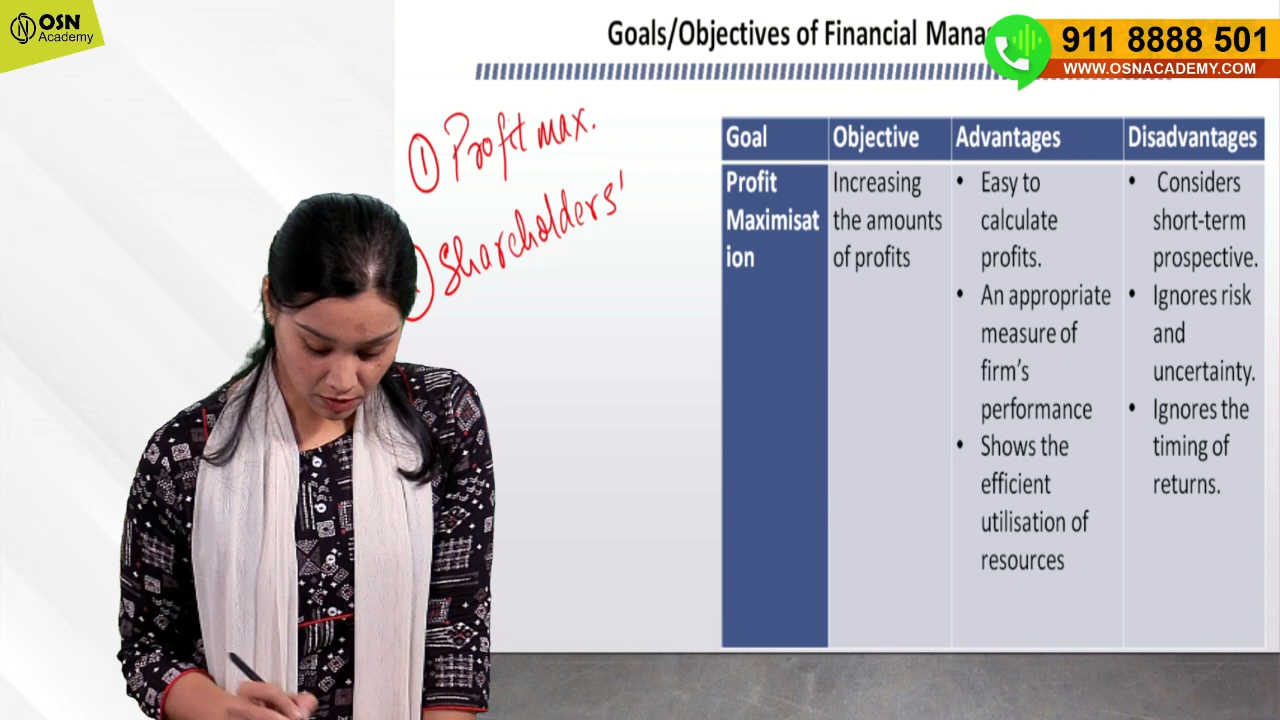 OSN
Academy
Goals/Objectives of Financial
911 8888 501
WWW.OSNACADEMY.COM
① Profit max.
Shareholders'
Goal
Objective
Advantages
Disadvantages
Profit
Maximisat
ion
Increasing
the amounts
of profits
• Easy to
calculate
profits.
• An appropriate
measure of
firm's
performance
• Shows the
efficient
utilisation of
resources
• Considers
short-term
prospective.
• Ignores risk
and
uncertainty.
• Ignores the
timing of
returns.